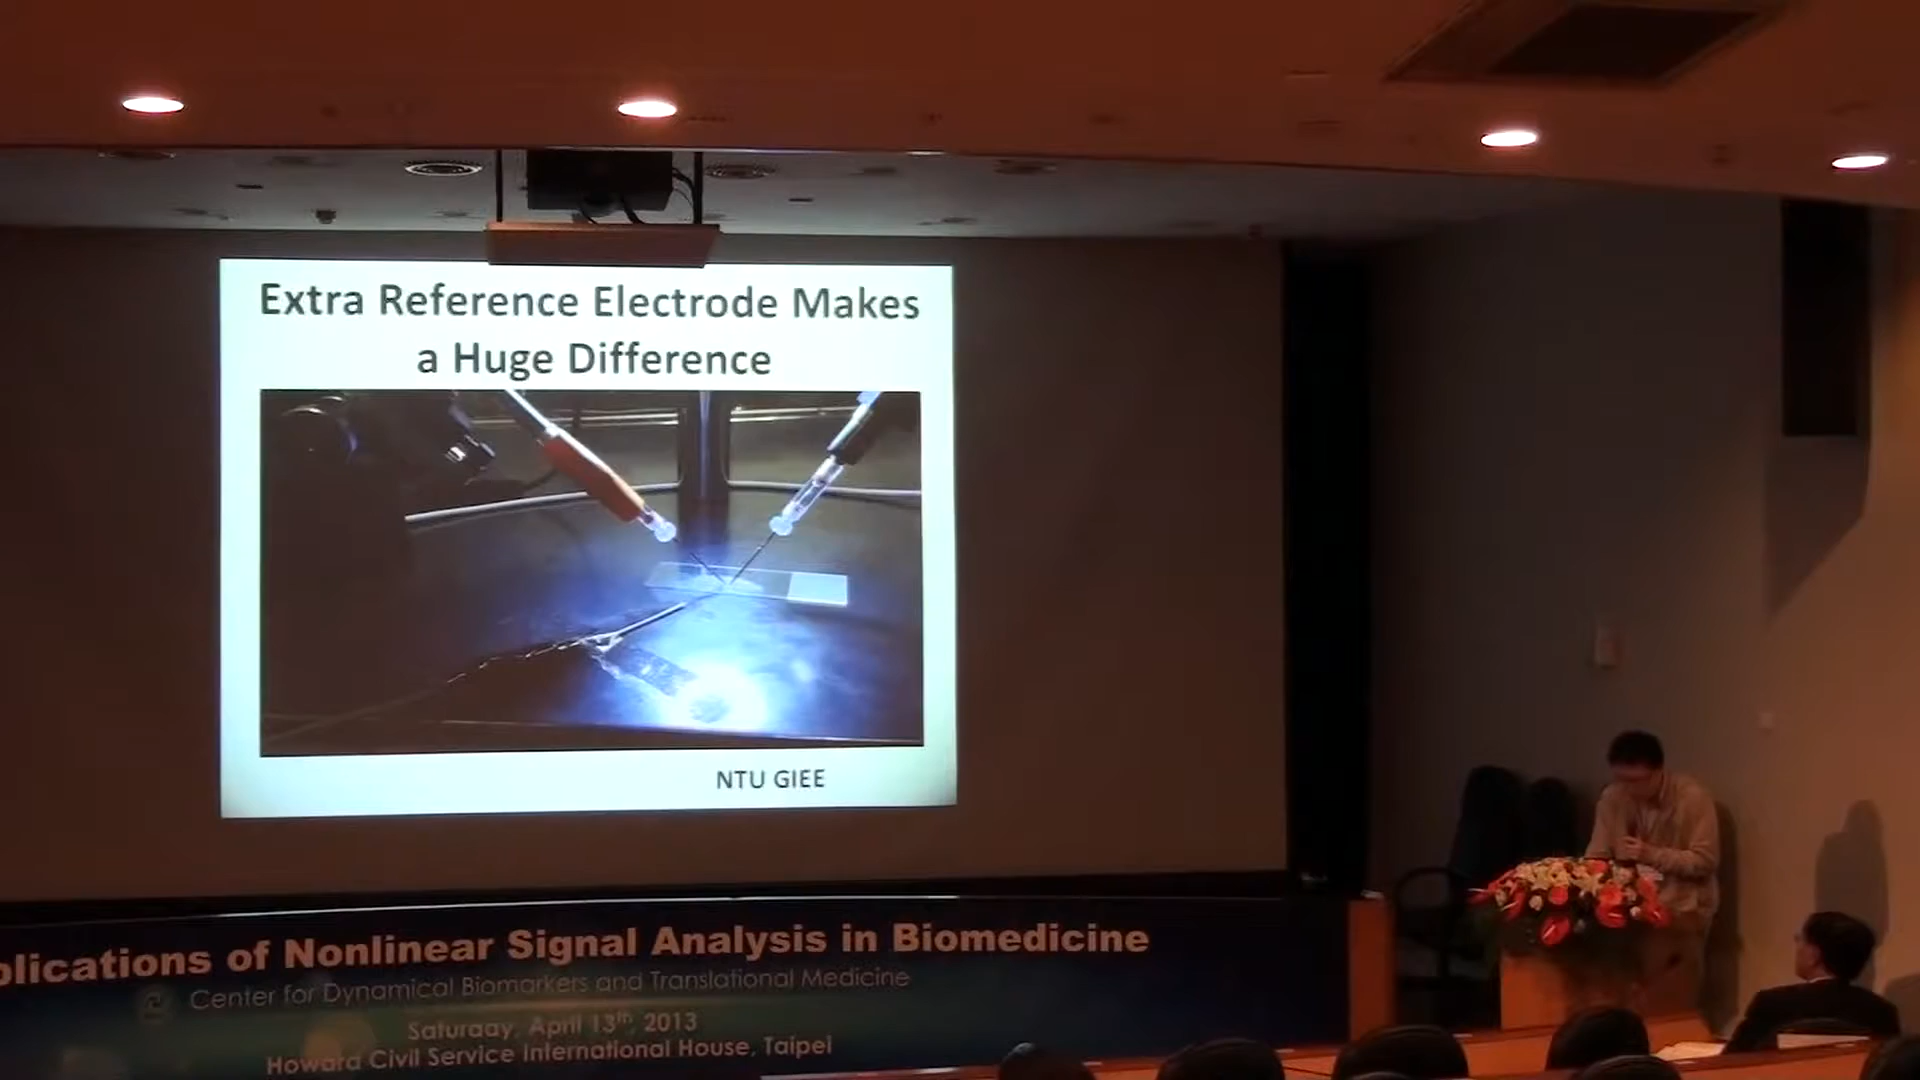 Extra Reference Electrode Makes
a Huge Difference
NTU GIEE
plications of Nonlinear Signal Analysis in Biomedicine
Center for Dynamical Biomarkers and Translational Medicine
Saturday, April 13th, 2013
Howard Civil Service International House, Taipei